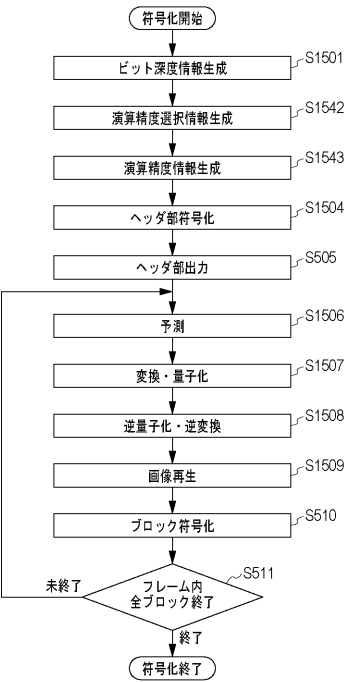 符号化開始
S1501
ビット深度情報生成
S1542
演算精度選択情報生成
S1543
演算精度情報生成
S1504
ヘッダ部符号化
S505
ヘッダ部出力
S1506
予測
S1507
変換・量子化
S1508
逆量子化・逆変換
S1509
画像再生
S510
ブロック符号化
S511
フレーム内
全ブロック終了
未終了
終了
符号化終了